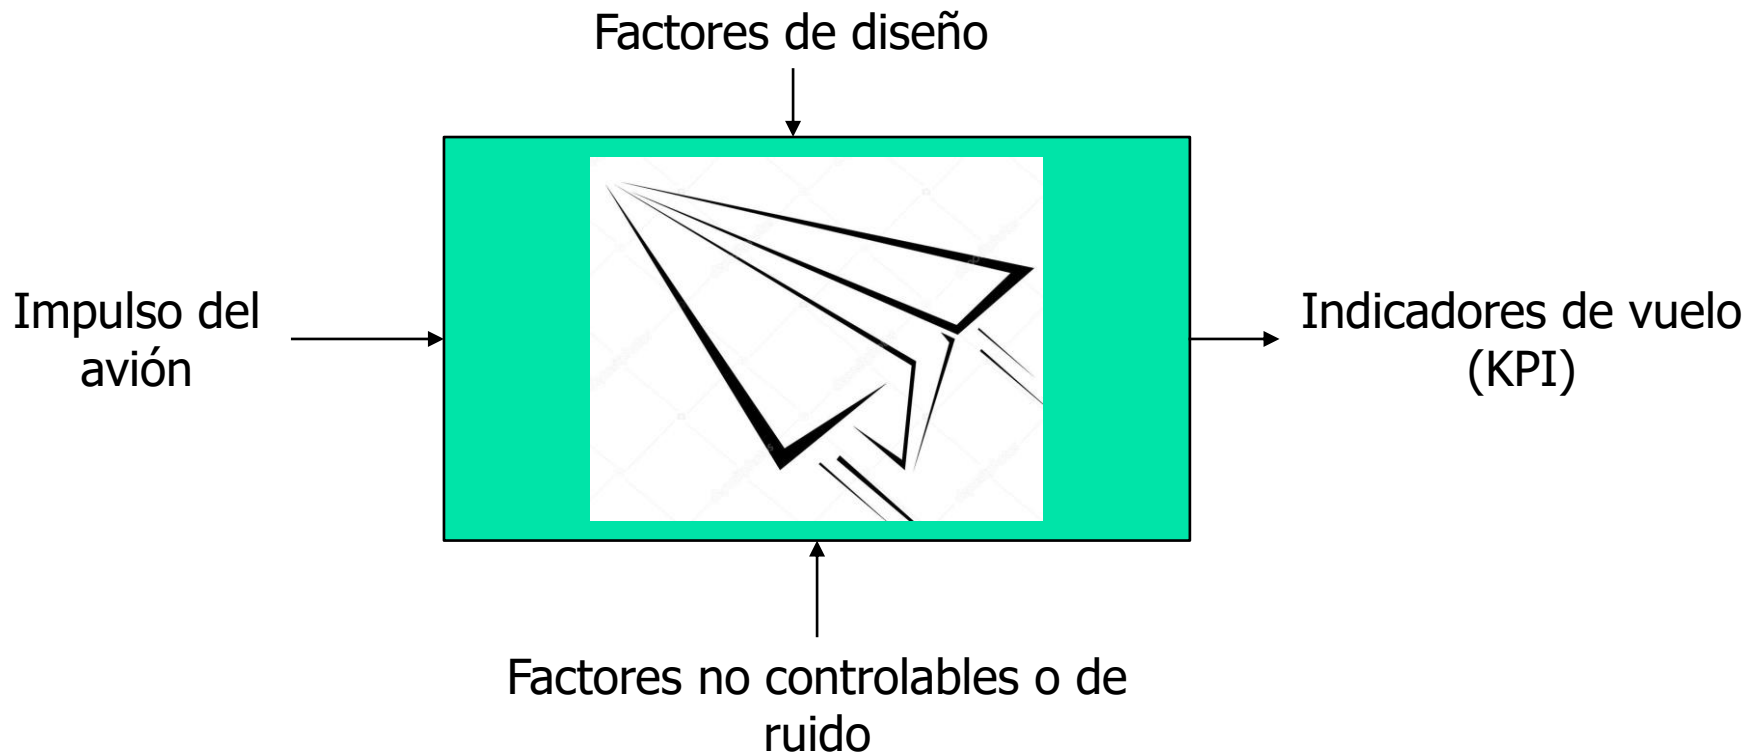 Factores de diseño
Impulso del
avión
Indicadores de vuelo
(KPI)
Factores no controlables o de
ruido